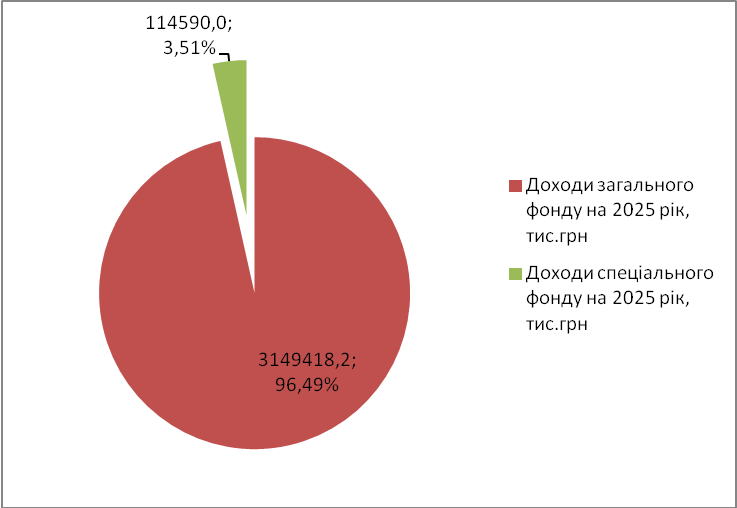 114590,0;
3,51%
3149418,2;
96,49%
Доходи загального
фонду на 2025 рік,
тис.грн
Доходи спеціального
фонду на 2025 рік,
тис.грн